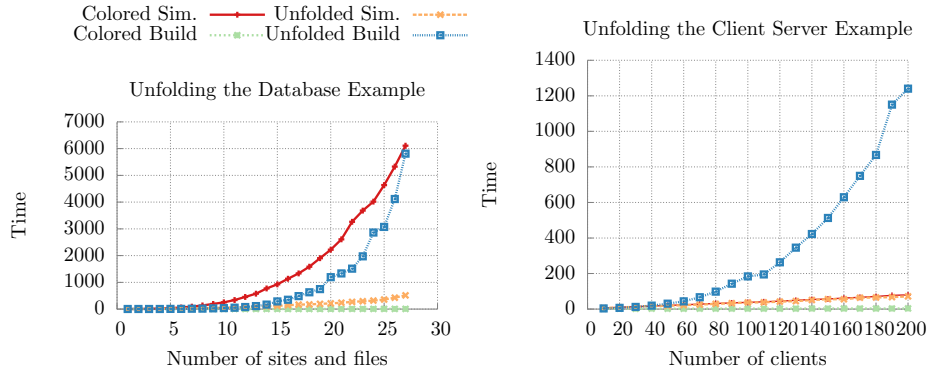 Colored Sim. Unfolded Sim.
Colored Build Unfolded Build
Unfolding the Database Example
7000
6000
5000
4000
3000
2000
1000
0
Time
0 5 10 15 20 25 30
Number of sites and files
Unfolding the Client Server Example
1400
1200
1000
800
600
400
200
0
Time
0 20 40 60 80 100 120 140 160 180 200
Number of clients